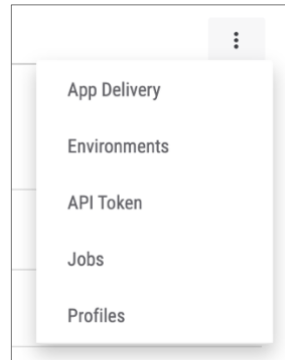 App Delivery
Environments
API Token
Jobs
Profiles